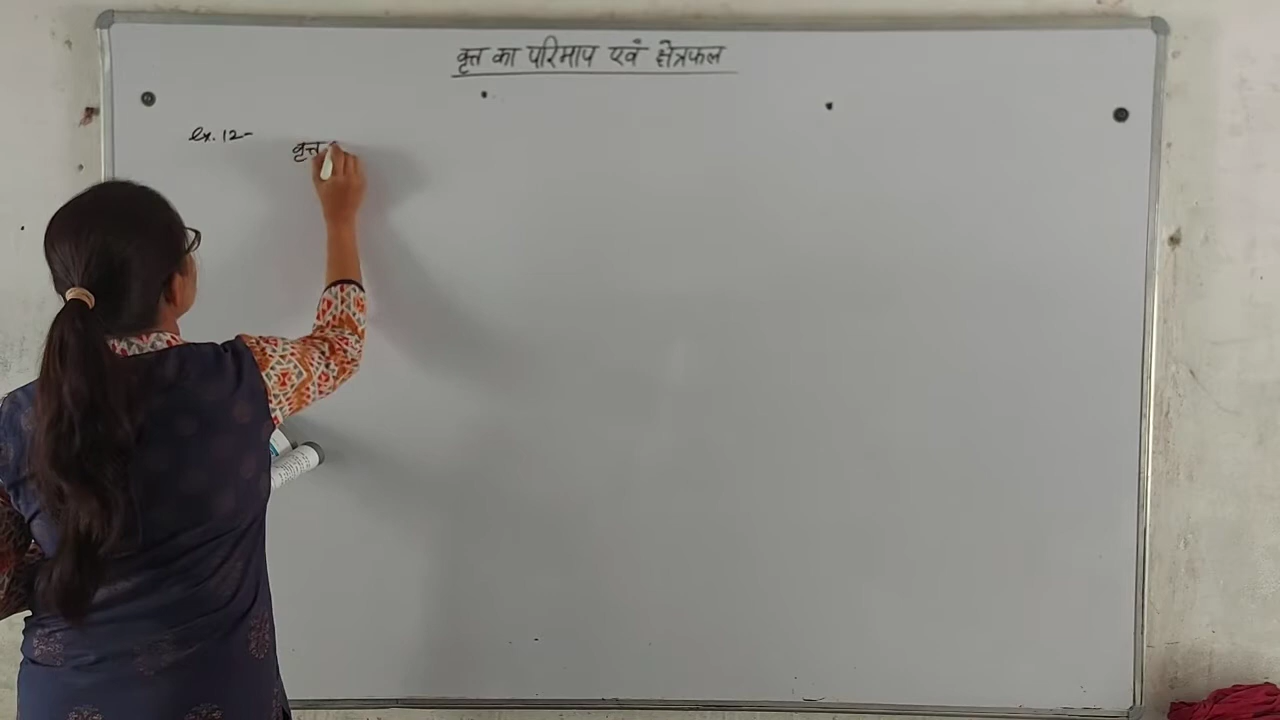 वृत्त का परिमाप एवं क्षेत्रफल
Ex. 12-
वृत्त